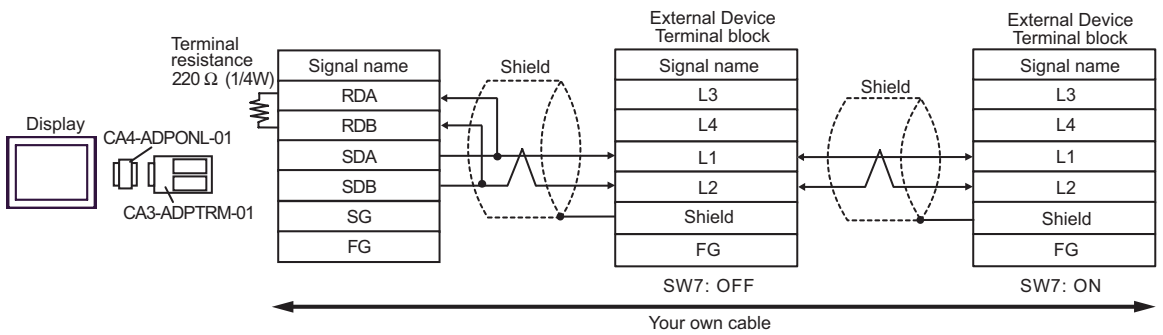 Terminal
resistance
220 Ω (1/4W)
Display
CA4-ADPONL-01
CA3-ADPTRM-01
Signal name
RDA
RDB
SDA
SDB
SG
FG
Shield
External Device
Terminal block
Signal name
L3
L4
L1
L2
Shield
FG
SW7: OFF
Shield
External Device
Terminal block
Signal name
L3
L4
L1
L2
Shield
FG
SW7: ON
Your own cable